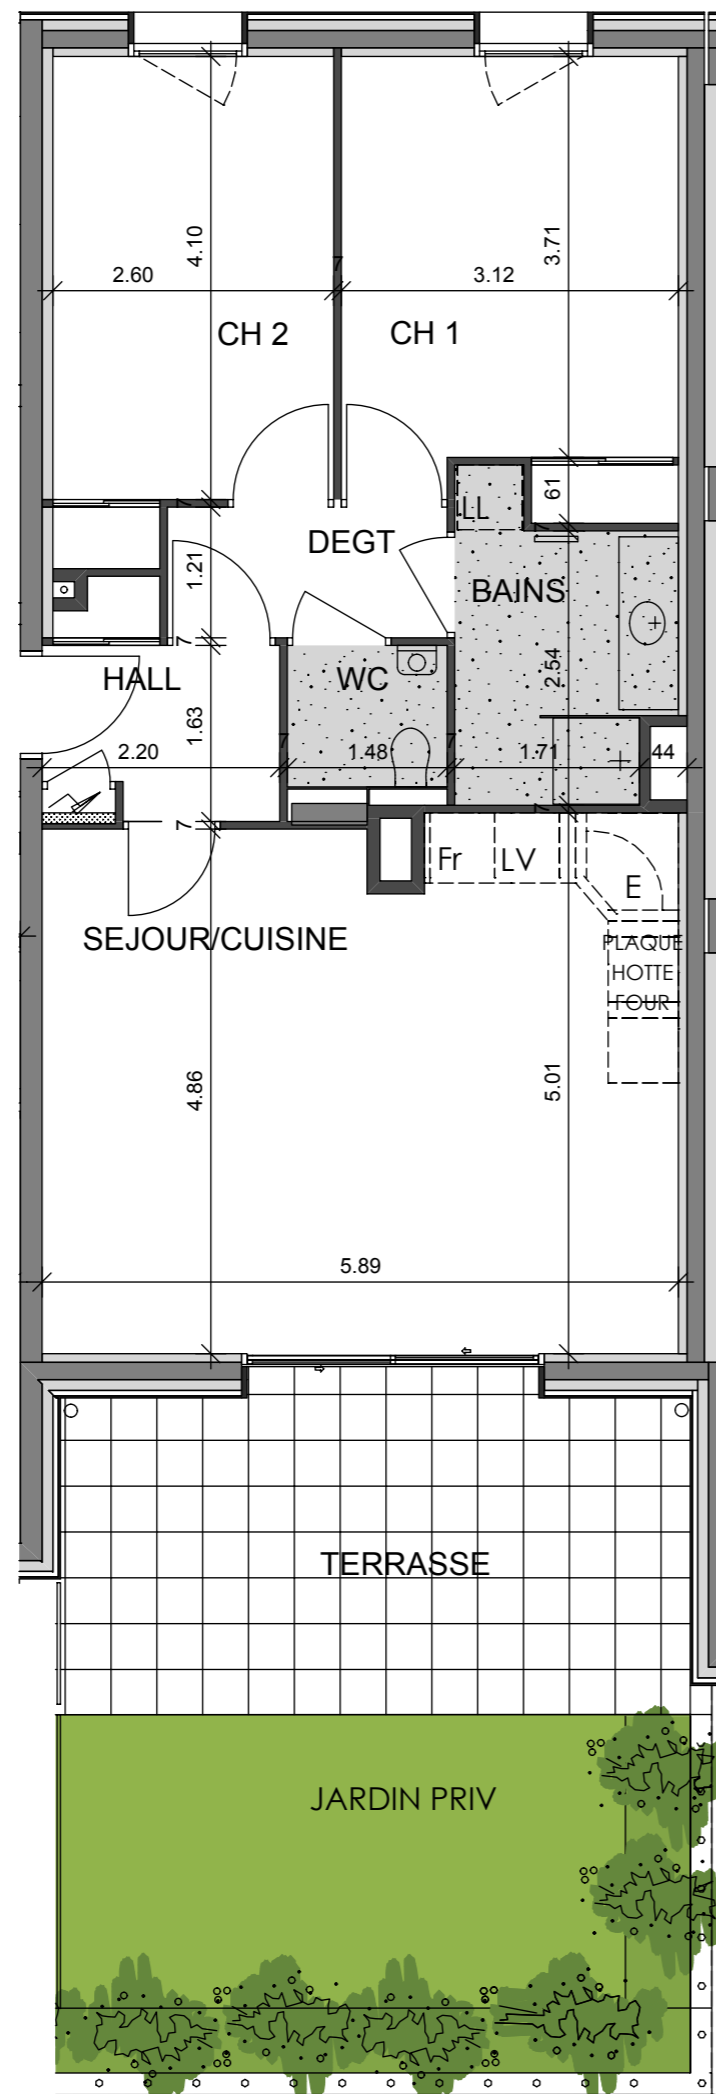 4.10
3.71
2.60
7
3.12
CH 2
CH 1
61
LL
7
7
DEGT
1.21
BAINS
7
2.54
HALL
WC
1.63
2.20
7
1.48
7
1.71
44
7
7
Fr
LV
E
SEJOUR/CUISINE
PLAQUE
HOTTE
FOUR
4.86
5.01
5.89
TERRASSE
JARDIN PRIV